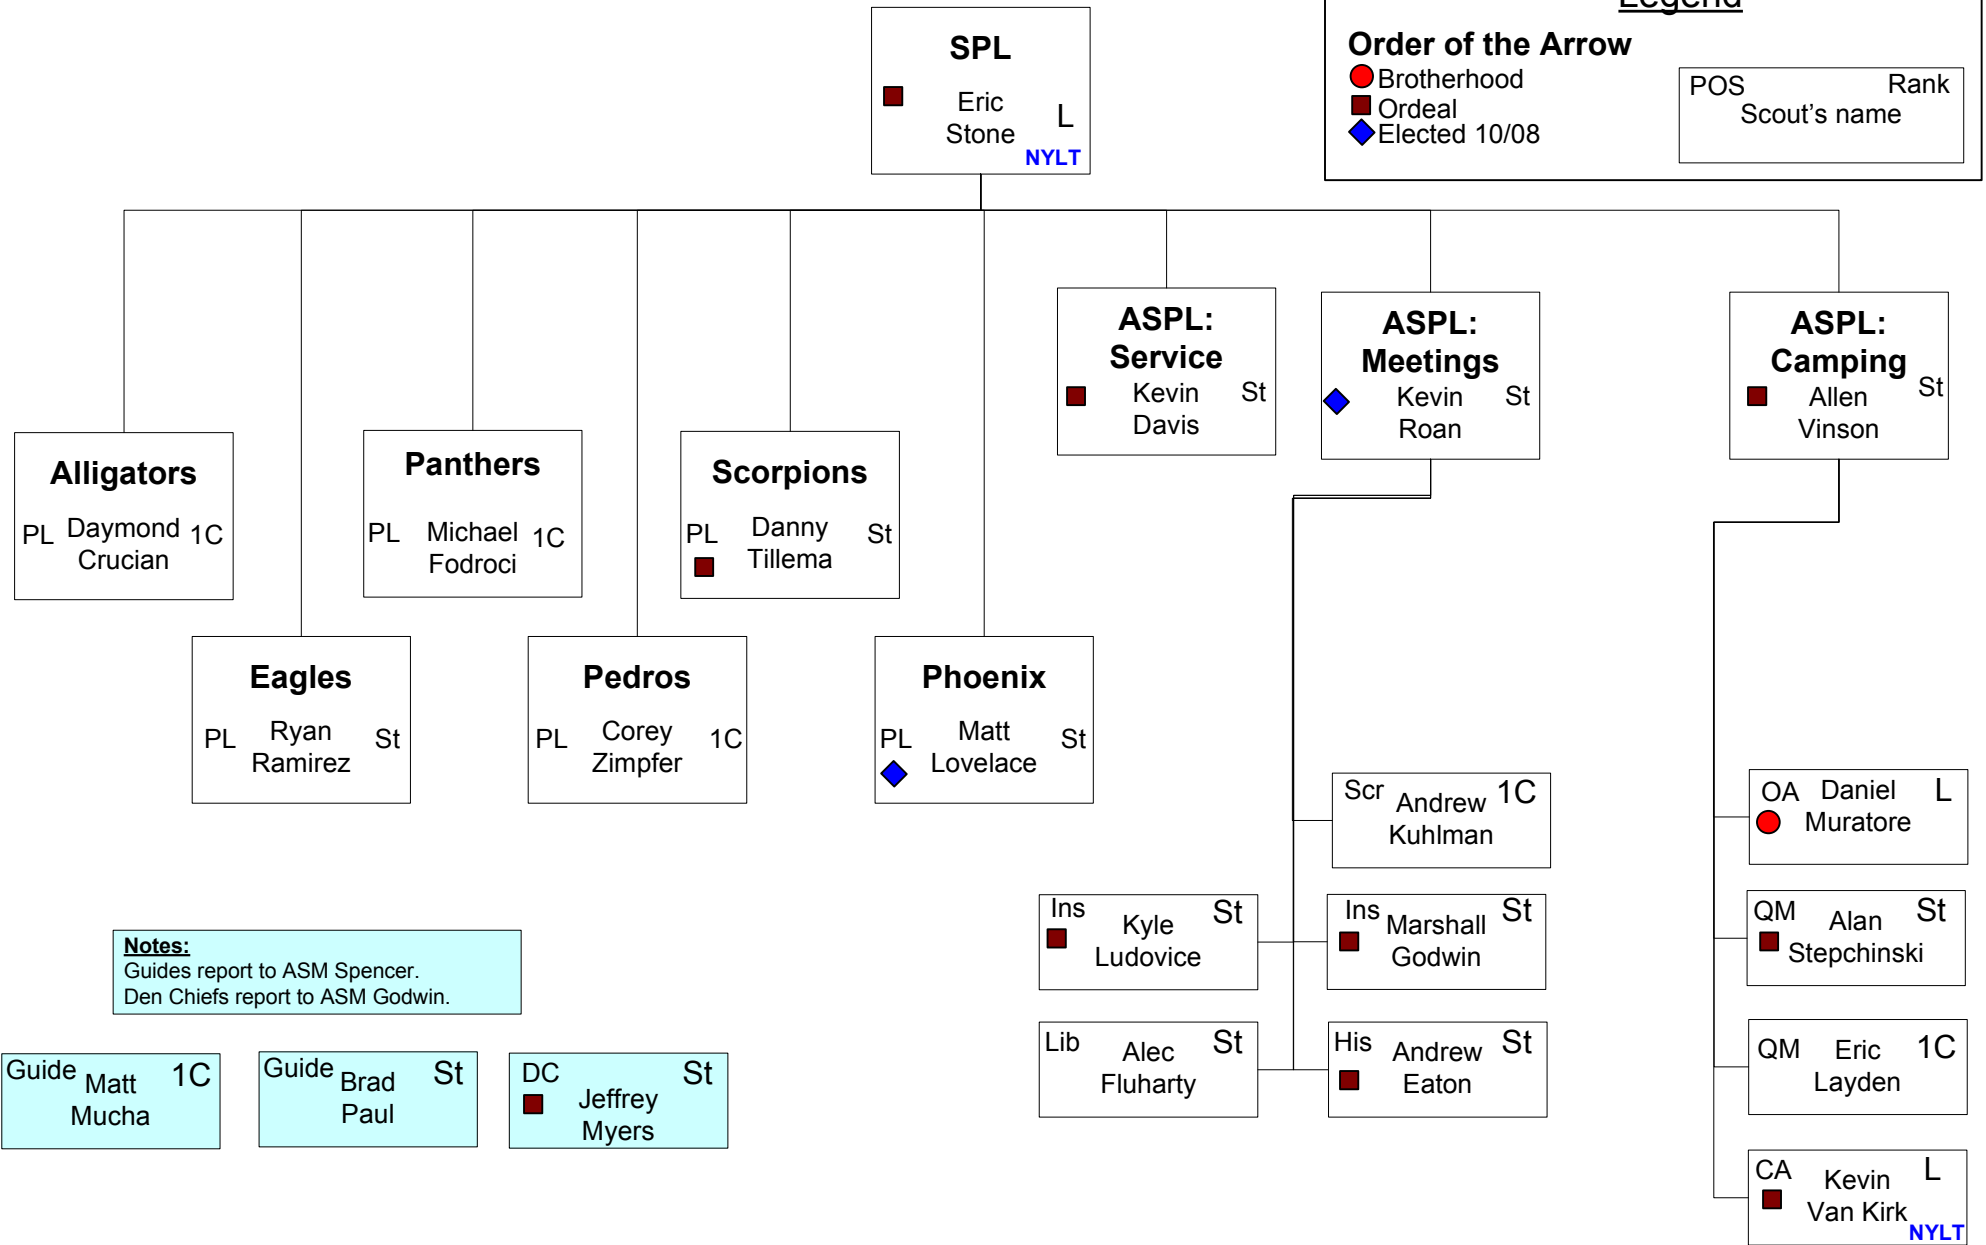 Legend
Order of the Arrow
Brotherhood
Ordeal
Elected 10/08
POS Rank
Scout's name
SPL
Eric
Stone L
NYLT
ASPL:
Service
Kevin St
Davis
ASPL:
Meetings
Kevin St
Roan
ASPL:
Camping
Allen St
Vinson
Alligators
PL Daymond 1C
Crucian
Panthers
PL Michael 1C
Fodroci
Scorpions
PL Danny St
Tillema
Eagles
PL Ryan St
Ramirez
Pedros
PL Corey 1C
Zimpfer
Phoenix
PL Matt St
Lovelace
Scr Andrew 1C
Kuhlman
Ins Kyle St
Ludovice
Ins Marshall St
Godwin
Lib Alec St
Fluharty
His Andrew St
Eaton
OA Daniel L
Muratore
QM Alan St
Stepchinski
QM Eric 1C
Layden
CA Kevin L
Van Kirk
NYLT
Notes:
Guides report to ASM Spencer.
Den Chiefs report to ASM Godwin.
Guide Matt 1C
Mucha
Guide Brad St
Paul
DC Jeffrey St
Myers